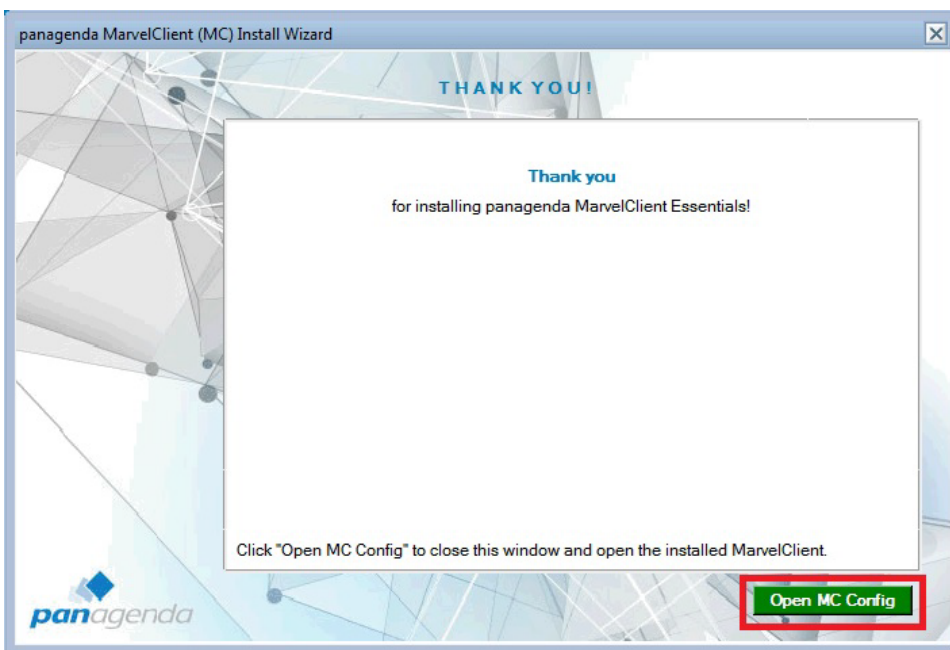 panagenda MarvelClient (MC) Install Wizard
THANK YOU!
Thank you
for installing panagenda MarvelClient Essentials!
Click "Open MC Config" to close this window and open the installed MarvelClient.
panagenda
Open MC Config